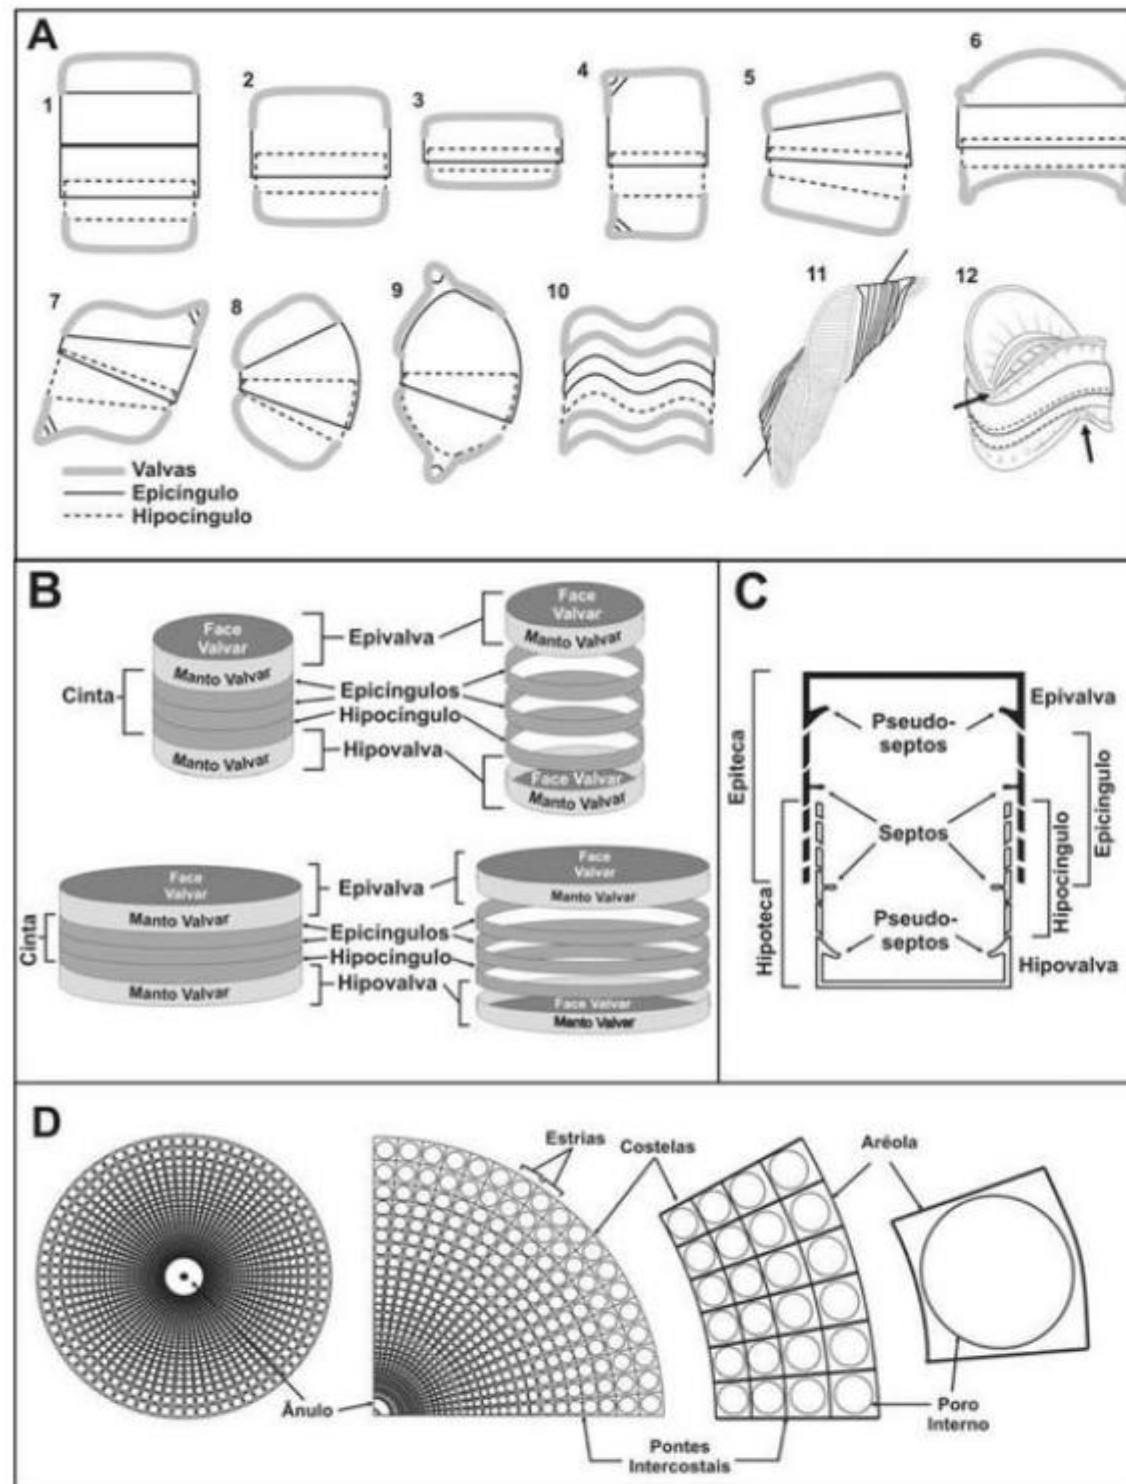 A
1
2
3
4
5
6
7
8
9
10
11
12
Valvas
Epicíngulo
Hipocíngulo
B
Face
Valvar
Manto Valvar
Cinta
Manto Valvar
Epivalva
Epicíngulos
Hipocíngulo
Hipovalva
Face
Valvar
Manto Valvar
Face Valvar
Manto Valvar
Face
Valvar
Manto Valvar
Cinta
Manto Valvar
Epivalva
Epicíngulos
Hipocíngulo
Hipovalva
Face
Valvar
Manto Valvar
Face Valvar
Manto Valvar
C
Epiteca
Hipoteca
Pseudo-
septos
Septos
Pseudo-
septos
Epivalva
Epicíngulo
Hipocíngulo
Hipovalva
D
Estrias
Costelas
Aréola
Ânulo
Pontes
Intercostais
Poro
Interno